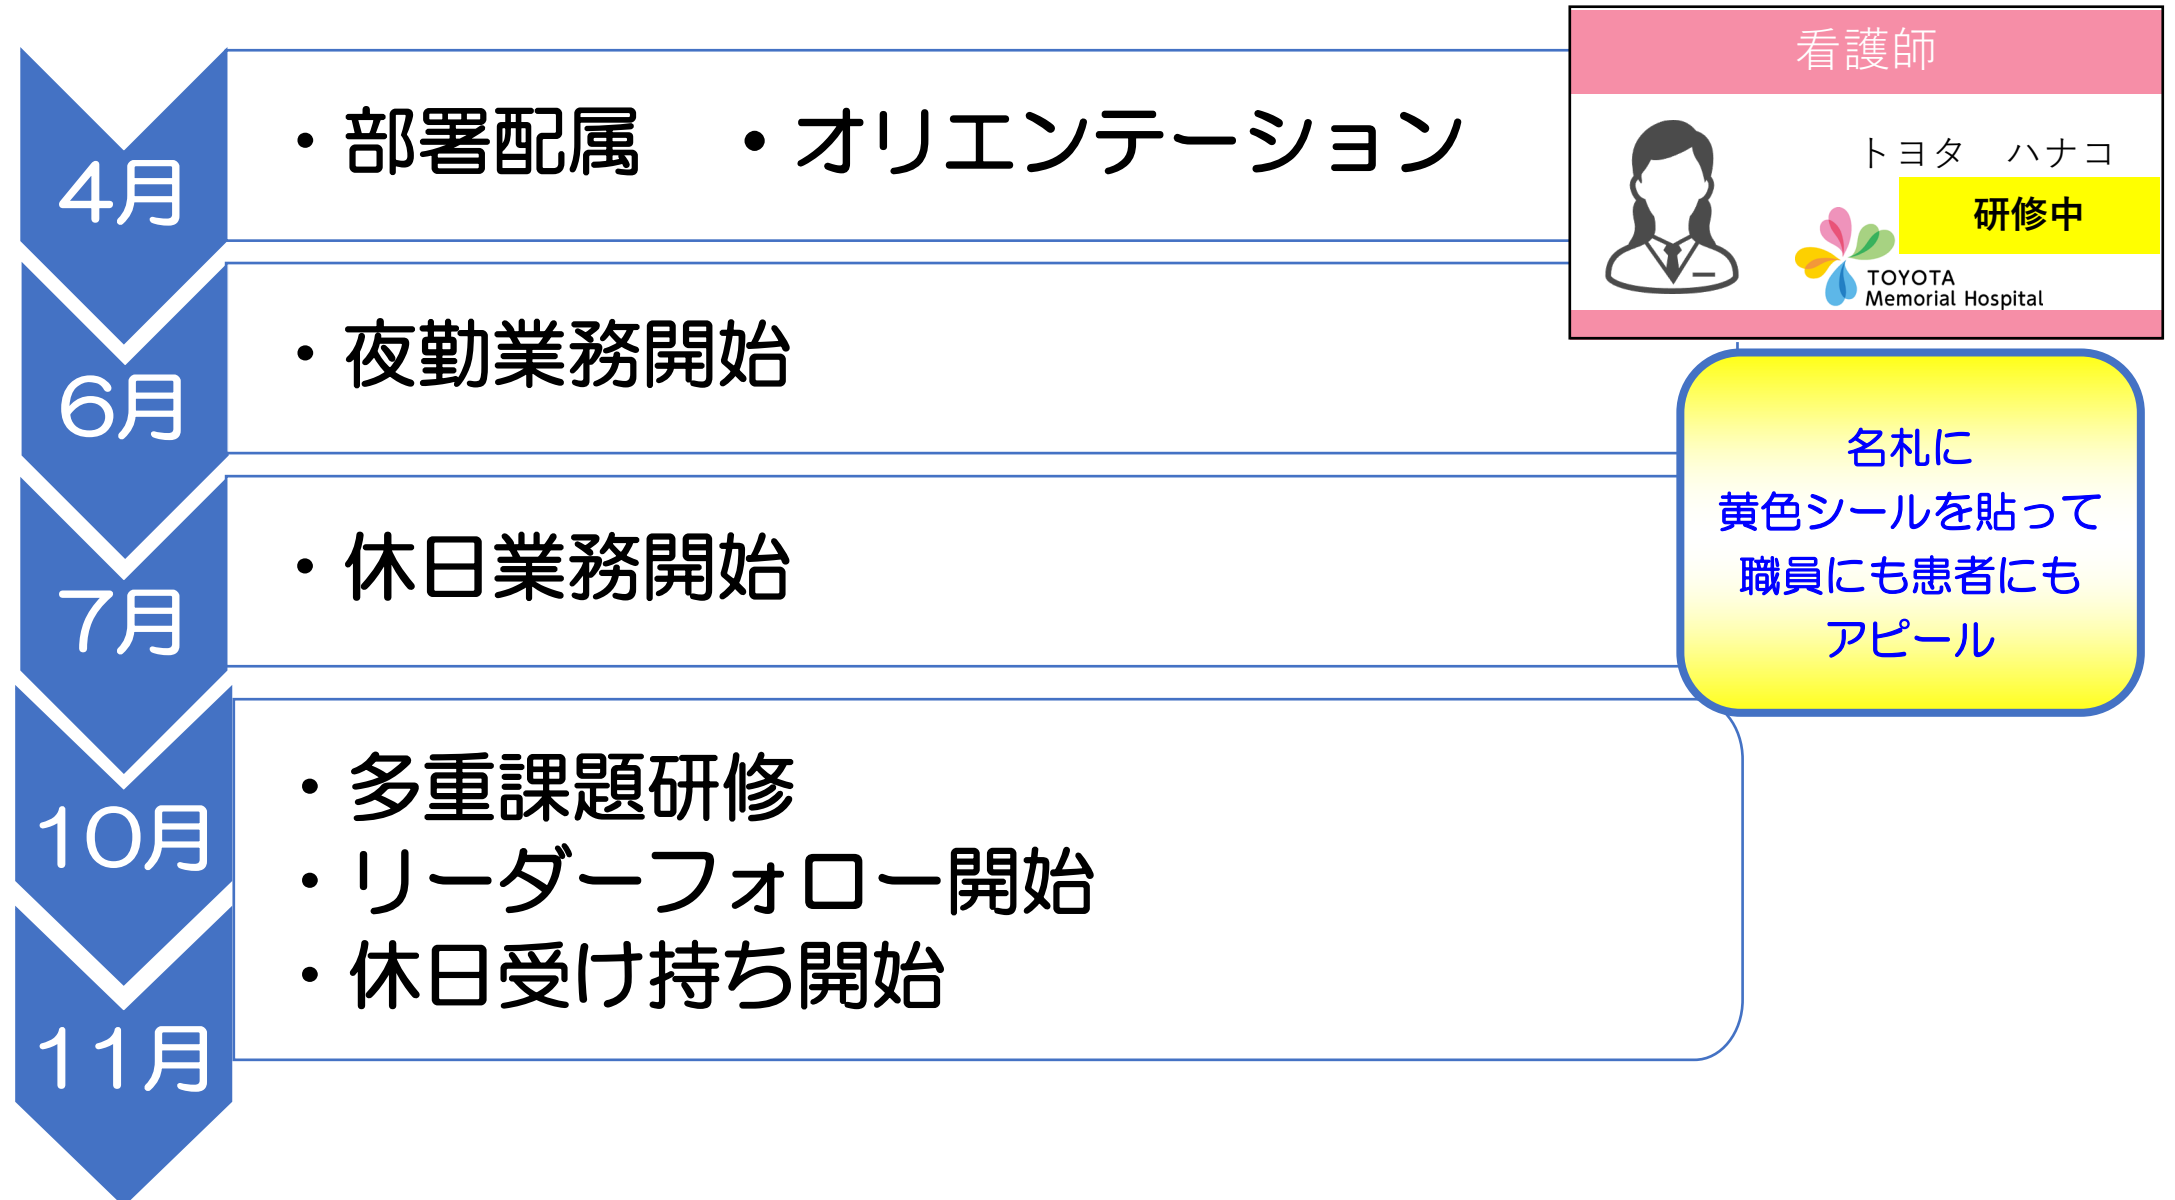 4月
・部署配属　・オリエンテーション
6月
・夜勤業務開始
7月
・休日業務開始
10月
11月
・多重課題研修
・リーダーフォロー開始
・休日受け持ち開始
看護師
トヨタ　ハナコ
研修中
TOYOTA
Memorial Hospital
名札に
黄色シールを貼って
職員にも患者にも
アピール